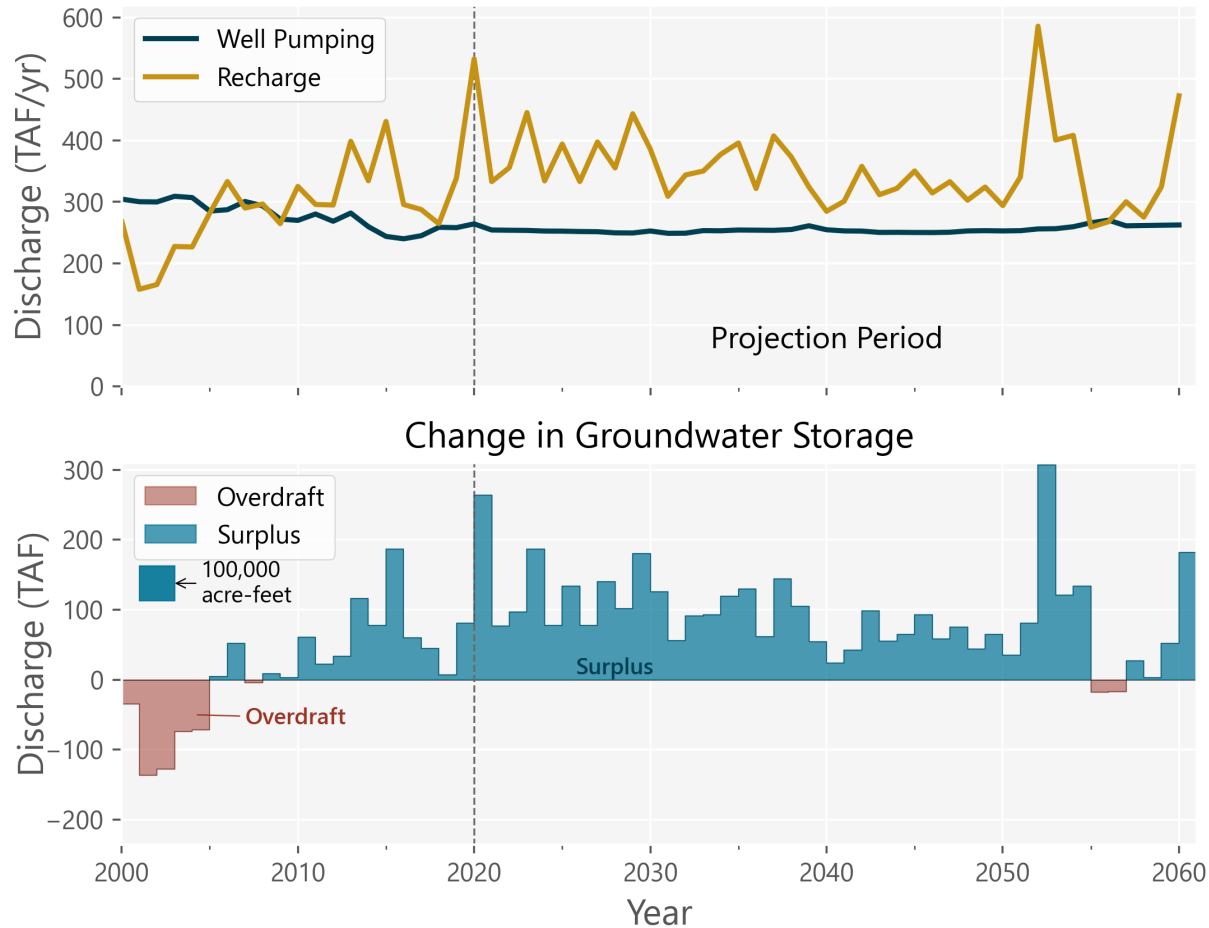 600
500
400
300
200
100
0
Discharge (TAF/yr)
Well Pumping
Recharge
Projection Period
Change in Groundwater Storage
300
200
100
0
−100
−200
Discharge (TAF)
Overdraft
Surplus
100,000
acre-feet
Surplus
Overdraft
2000
2010
2020
2030
2040
2050
2060
Year